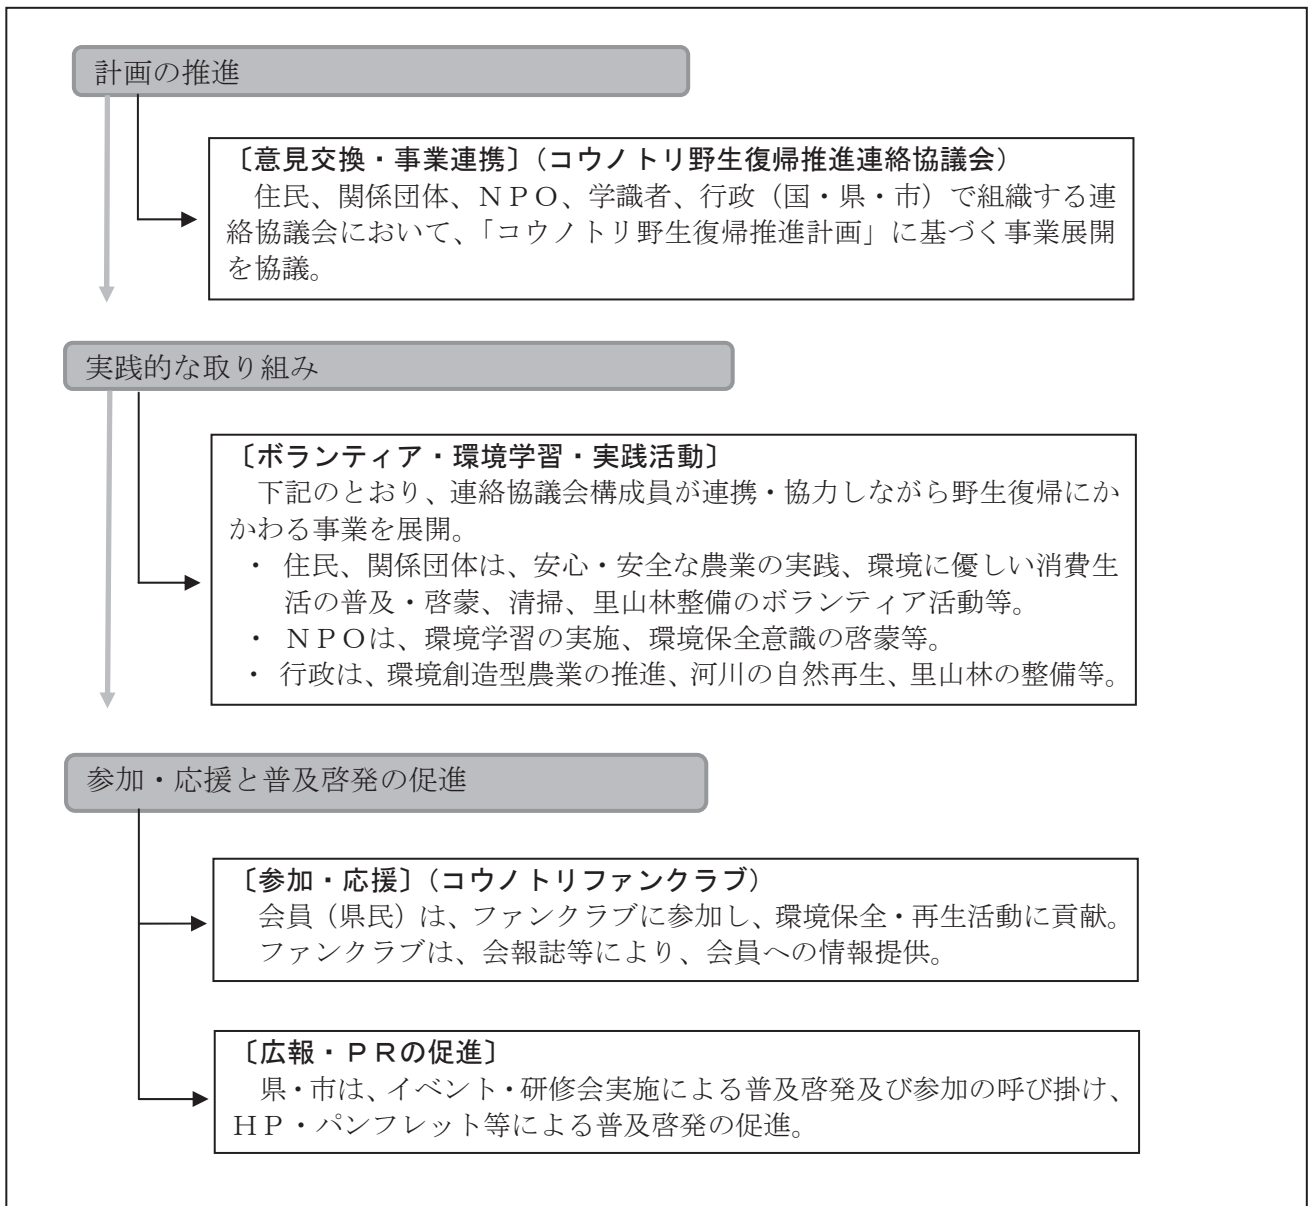 計画の推進
〔意見交換・事業連携〕（コウノトリ野生復帰推進連絡協議会）
住民、関係団体、ＮＰＯ、学識者、行政（国・県・市）で組織する連
絡協議会において、「コウノトリ野生復帰推進計画」に基づく事業展開
を協議。
実践的な取り組み
〔ボランティア・環境学習・実践活動〕
下記のとおり、連絡協議会構成員が連携・協力しながら野生復帰にか
かわる事業を展開。
・ 住民、関係団体は、安心・安全な農業の実践、環境に優しい消費生
活の普及・啓蒙、清掃、里山林整備のボランティア活動等。
・ ＮＰＯは、環境学習の実施、環境保全意識の啓蒙等。
・ 行政は、環境創造型農業の推進、河川の自然再生、里山林の整備等。
参加・応援と普及啓発の促進
〔参加・応援〕（コウノトリファンクラブ）
会員（県民）は、ファンクラブに参加し、環境保全・再生活動に貢献。
ファンクラブは、会報誌等により、会員への情報提供。
〔広報・ＰＲの促進〕
県・市は、イベント・研修会実施による普及啓発及び参加の呼び掛け、
ＨＰ・パンフレット等による普及啓発の促進。